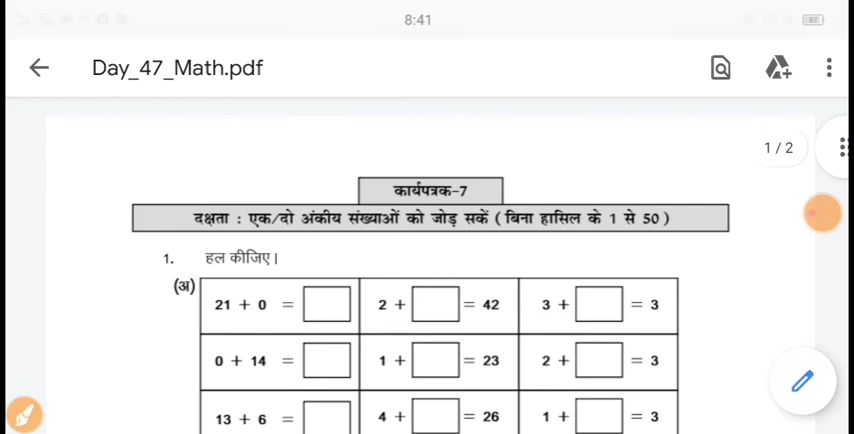 8:41
Day_47_Math.pdf
1 / 2
कार्यपत्रक-7
दक्षता : एक/दो अंकीय संख्याओं को जोड़ सकें ( बिना हासिल के 1 से 50 )
1. हल कीजिए।
(अ)
21 + 0 = 2 + = 42 3 + = 3
0 + 14 = 1 + = 23 2 + = 3
13 + 6 = 4 + = 26 1 + = 3